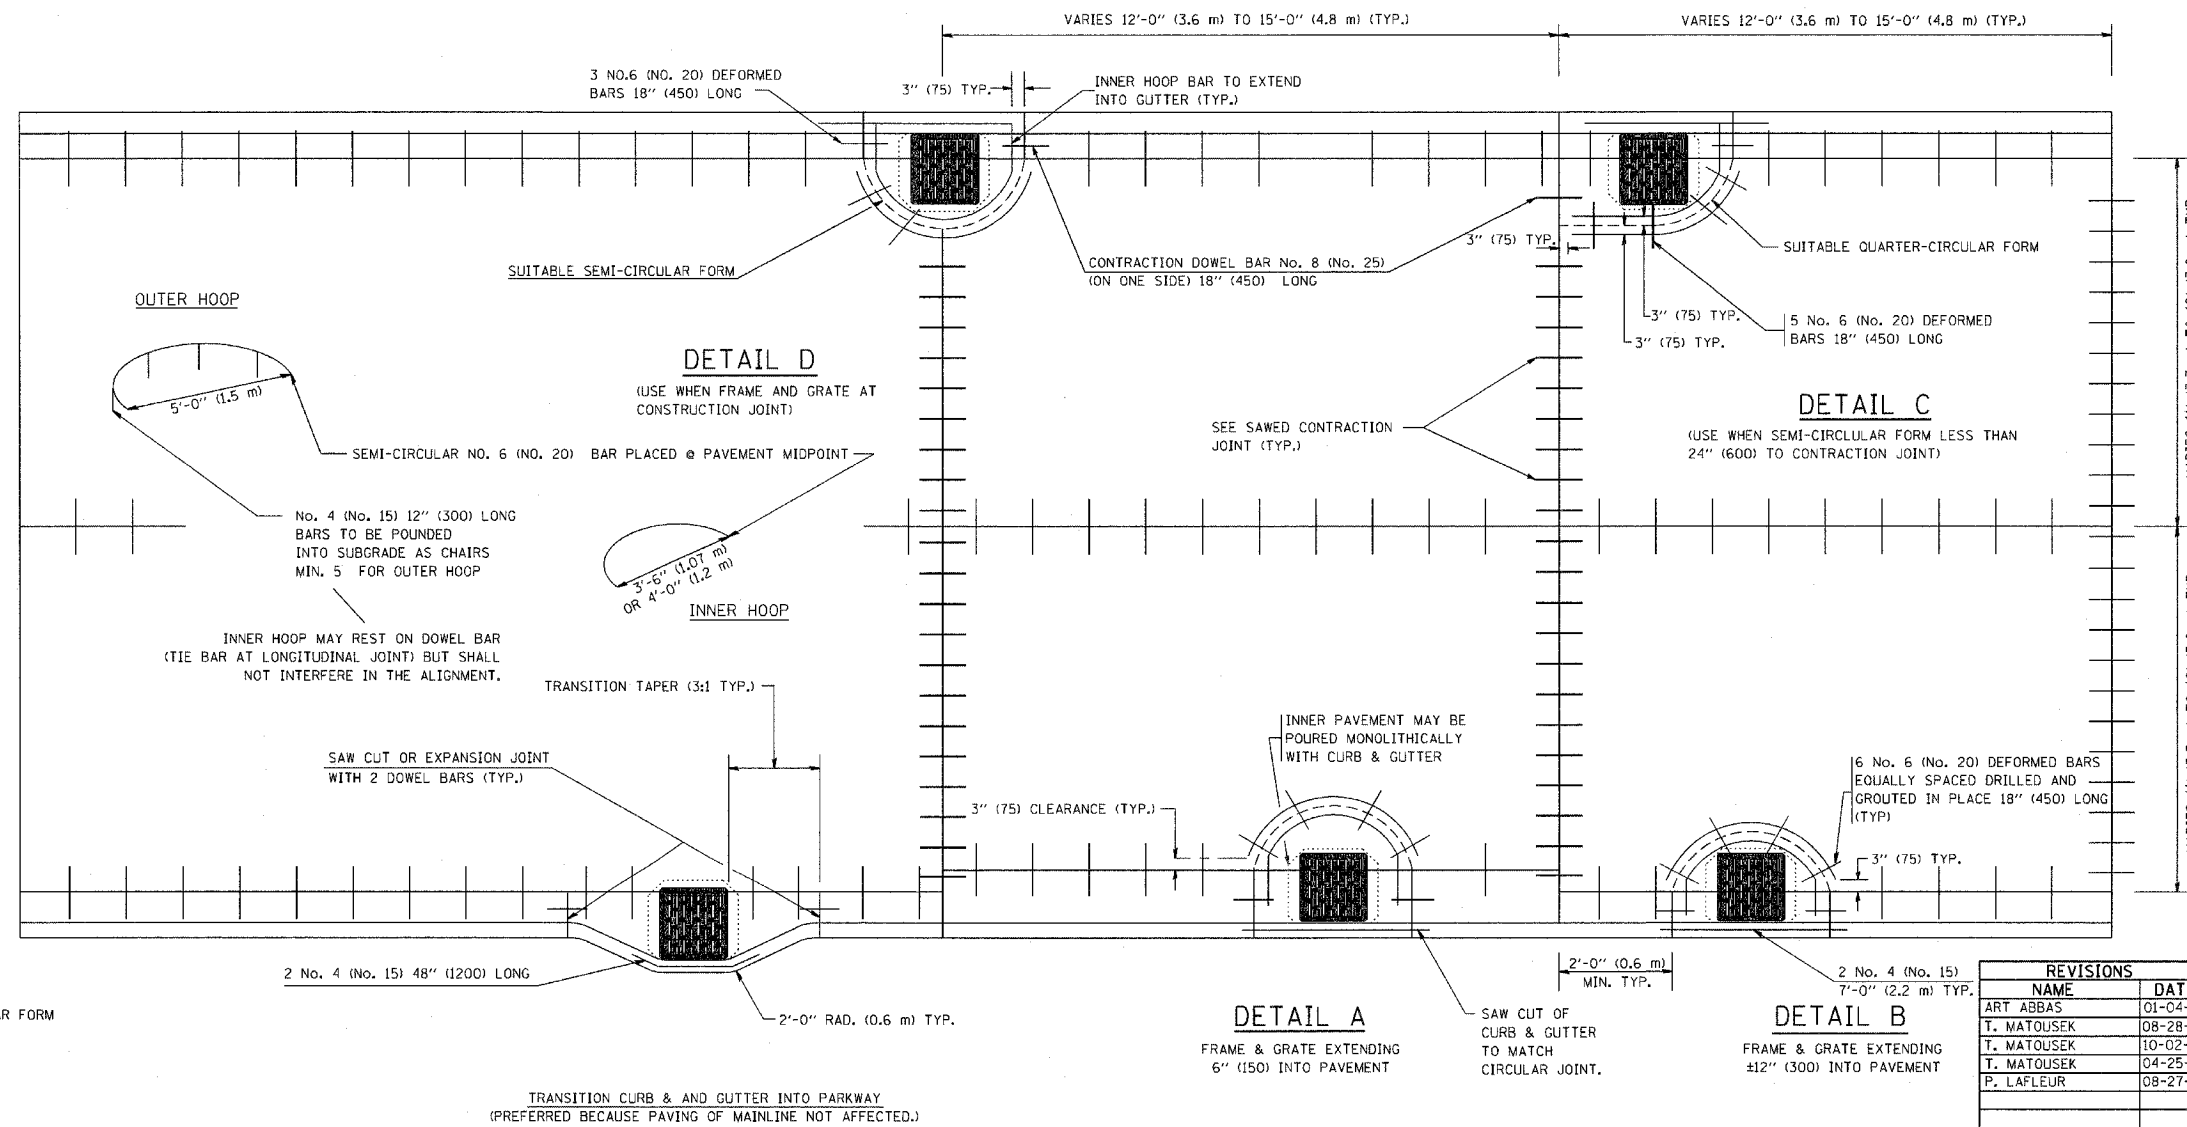 VARIES 12'-0" (3.6 m) TO 15'-0" (4.8 m) (TYP.)
VARIES 12'-0" (3.6 m) TO 15'-0" (4.8 m) (TYP.)
3 NO.6 (NO. 20) DEFORMED
BARS 18" (450) LONG
3" (75) TYP.
INNER HOOP BAR TO EXTEND
INTO GUTTER (TYP.)
SUITABLE SEMI-CIRCULAR FORM
CONTRACTION DOWEL BAR No. 8 (No. 25)
(ON ONE SIDE) 18" (450) LONG
3" (75) TYP.
SUITABLE QUARTER-CIRCULAR FORM
3" (75) TYP.
3" (75) TYP.
5 No. 6 (No. 20) DEFORMED
BARS 18" (450) LONG
OUTER HOOP
5'-0" (1.5 m)
DETAIL D
(USE WHEN FRAME AND GRATE AT
CONSTRUCTION JOINT)
SEE SAWED CONTRACTION
JOINT (TYP.)
DETAIL C
(USE WHEN SEMI-CIRCLULAR FORM LESS THAN
24" (600) TO CONTRACTION JOINT)
SEMI-CIRCULAR NO. 6 (NO. 20) BAR PLACED @ PAVEMENT MIDPOINT
No. 4 (No. 15) 12" (300) LONG
BARS TO BE POUNDED
INTO SUBGRADE AS CHAIRS
MIN. 5 FOR OUTER HOOP
3'-6" (1.07 m)
OR 4'-0" (1.2 m)
INNER HOOP
INNER HOOP MAY REST ON DOWEL BAR
(TIE BAR AT LONGITUDINAL JOINT) BUT SHALL
NOT INTERFERE IN THE ALIGNMENT.
TRANSITION TAPER (3:1 TYP.)
SAW CUT OR EXPANSION JOINT
WITH 2 DOWEL BARS (TYP.)
INNER PAVEMENT MAY BE
POURED MONOLITHICALLY
WITH CURB & GUTTER
3" (75) CLEARANCE (TYP.)
6 No. 6 (No. 20) DEFORMED BARS
EQUALLY SPACED DRILLED AND
GROUTED IN PLACE 18" (450) LONG
(TYP)
3" (75) TYP.
2 No. 4 (No. 15) 48" (1200) LONG
2'-0" RAD. (0.6 m) TYP.
2'-0" (0.6 m)
MIN. TYP.
2 No. 4 (No. 15)
7'-0" (2.2 m) TYP.
DETAIL A
FRAME & GRATE EXTENDING
6" (150) INTO PAVEMENT
SAW CUT OF
CURB & GUTTER
TO MATCH
CIRCULAR JOINT.
DETAIL B
FRAME & GRATE EXTENDING
±12" (300) INTO PAVEMENT
R FORM
TRANSITION CURB & AND GUTTER INTO PARKWAY
(PREFERRED BECAUSE PAVING OF MAINLINE NOT AFFECTED.)
REVISIONS
NAME DAT
ART ABBAS 01-04-
T. MATOUSEK 08-28-
T. MATOUSEK 10-02-
T. MATOUSEK 04-25-
P. LAFLEUR 08-27-